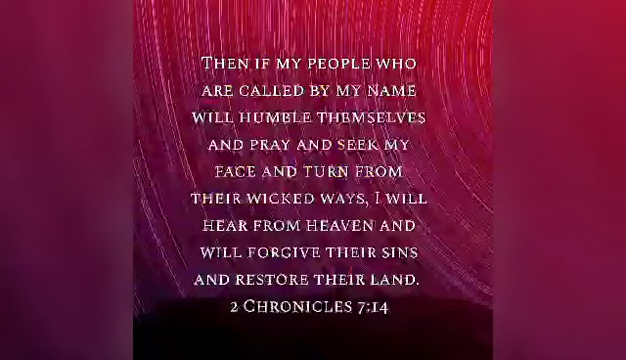 Then if my people who
are called by my name
will humble themselves
and pray and seek my
face and turn from
their wicked ways, I will
hear from heaven and
will forgive their sins
and restore their land.
2 Chronicles 7:14